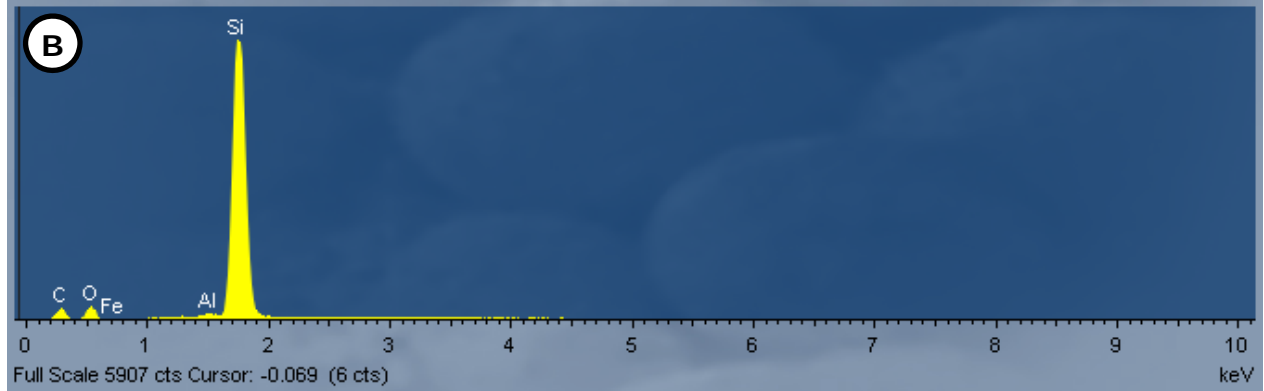 B
Si
C O Fe Al
0 1 2 3 4 5 6 7 8 9 10
Full Scale 5907 cts Cursor: -0.069 (6 cts) keV